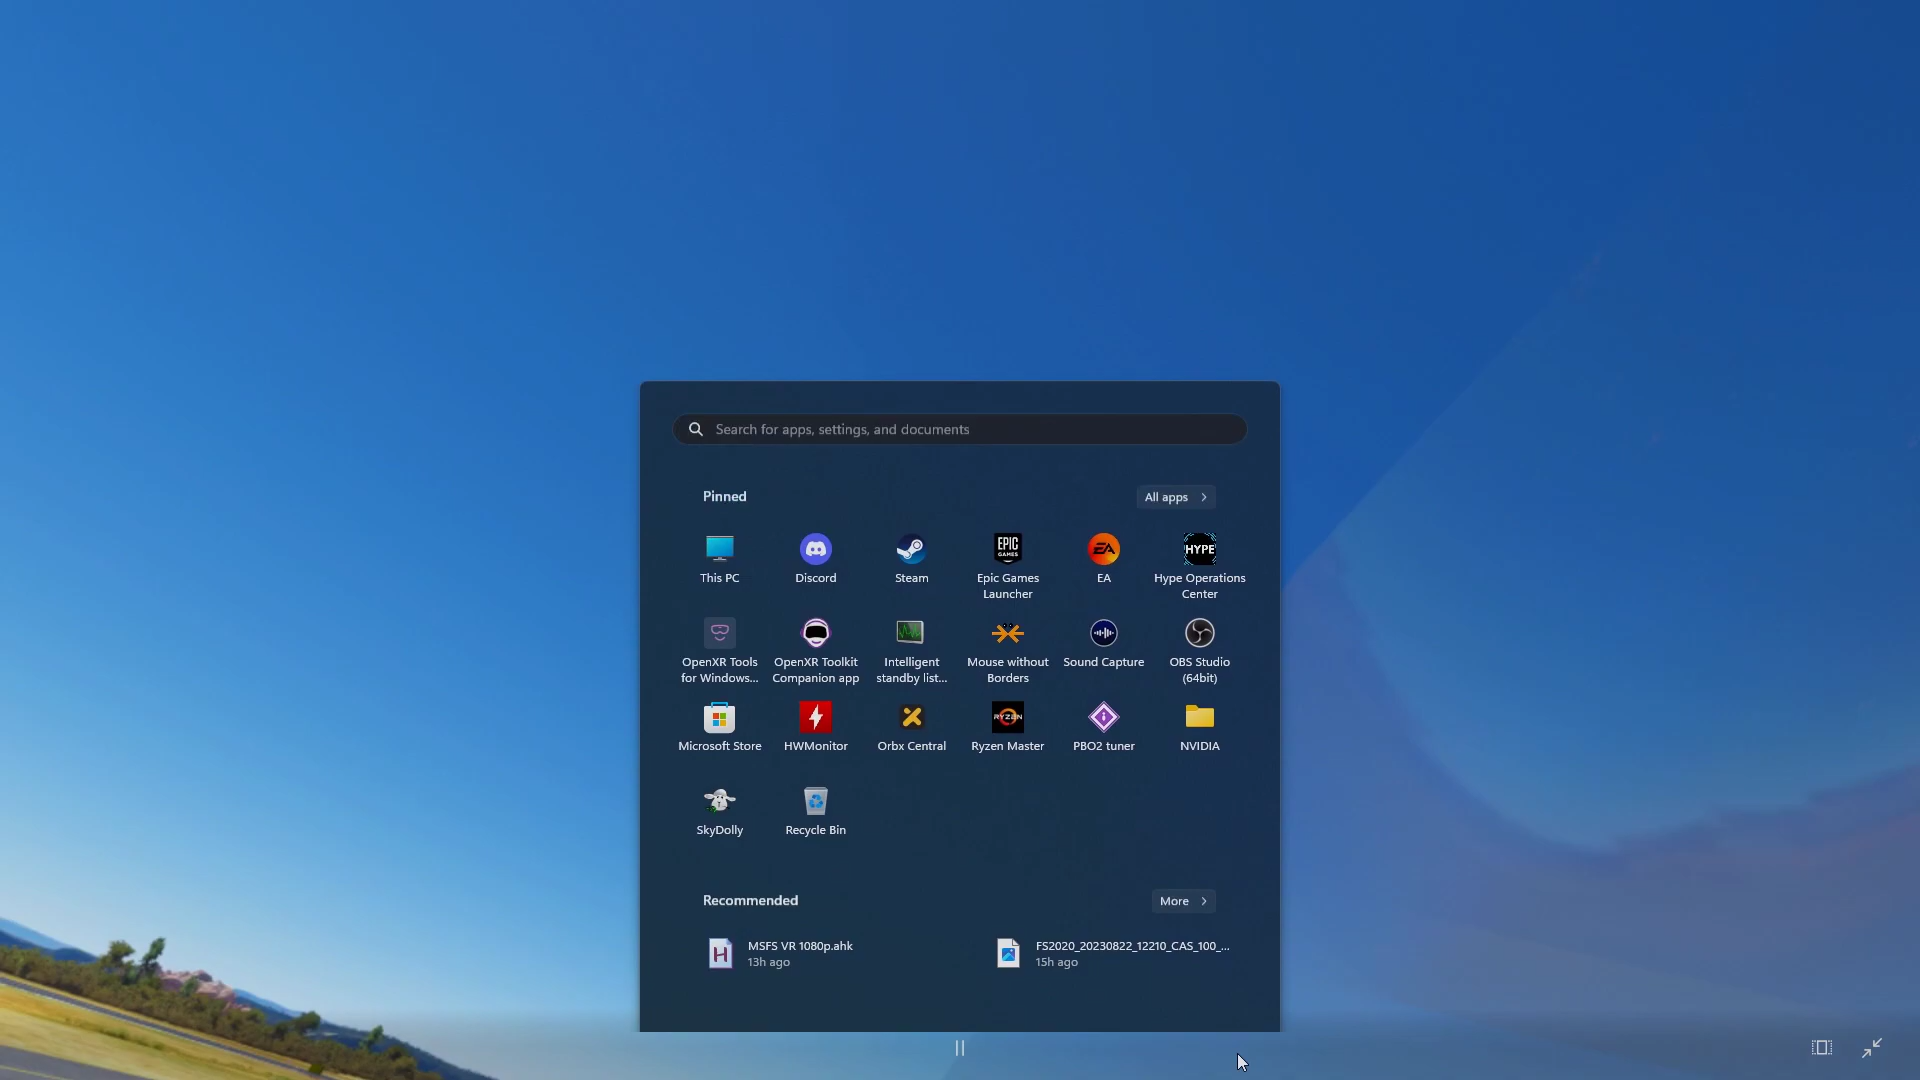 Search for apps, settings, and documents
Pinned
All apps
This PC
Discord
Steam
EPIC
GAMES
Epic Games
Launcher
EA
EA
HYPE
Hype Operations
Center
OpenXR Tools
for Windows...
OpenXR Toolkit
Companion app
Intelligent
standby list...
Mouse without
Borders
Sound Capture
OBS Studio
(64bit)
Microsoft Store
HWMonitor
Orbx Central
RYZEN
Ryzen Master
PBO2 tuner
NVIDIA
SkyDolly
Recycle Bin
Recommended
More
H
MSFS VR 1080p.ahk
13h ago
FS2020_20230822_12210_CAS_100_...
15h ago